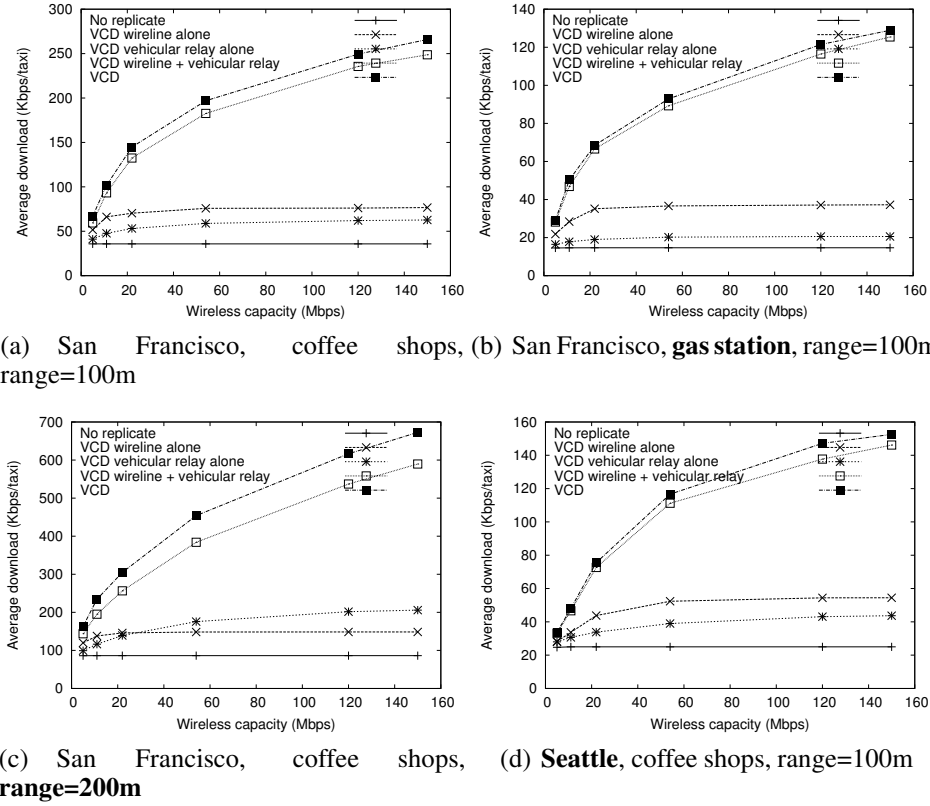 300
250
200
150
100
50
0
No replicate
VCD wireline alone
VCD vehicular relay alone
VCD wireline + vehicular relay
VCD
Average download (Kbps/taxi)
0 20 40 60 80 100 120 140 160
Wireless capacity (Mbps)
(a) San Francisco, coffee shops,
range=100m
140
120
100
80
60
40
20
0
No replicate
VCD wireline alone
VCD vehicular relay alone
VCD wireline + vehicular relay
VCD
Average download (Kbps/taxi)
0 20 40 60 80 100 120 140 160
Wireless capacity (Mbps)
(b) San Francisco, gas station, range=100m
700
600
500
400
300
200
100
0
No replicate
VCD wireline alone
VCD vehicular relay alone
VCD wireline + vehicular relay
VCD
Average download (Kbps/taxi)
0 20 40 60 80 100 120 140 160
Wireless capacity (Mbps)
(c) San Francisco, coffee shops,
range=200m
160
140
120
100
80
60
40
20
0
No replicate
VCD wireline alone
VCD vehicular relay alone
VCD wireline + vehicular relay
VCD
Average download (Kbps/taxi)
0 20 40 60 80 100 120 140 160
Wireless capacity (Mbps)
(d) Seattle, coffee shops, range=100m